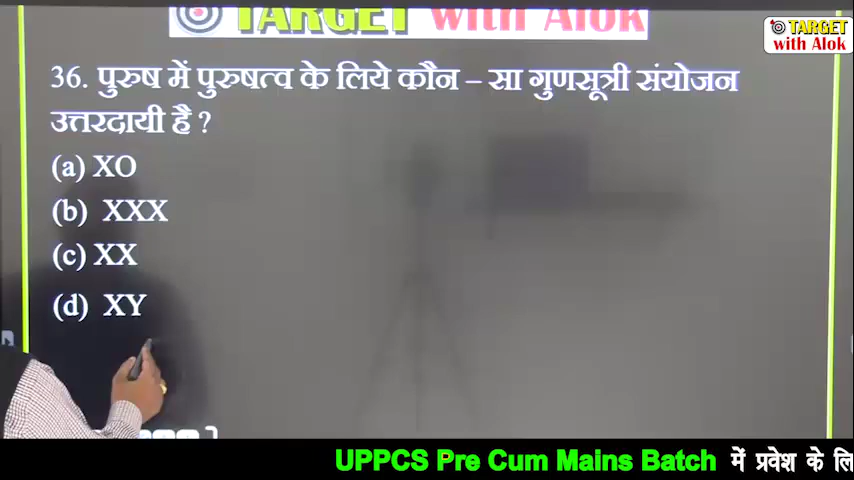 TARGET with Alok
TARGET
with Alok
36. पुरुष में पुरुषत्व के लिये कौन – सा गुणसूत्री संयोजन
उत्तरदायी है ?
(a) XO
(b) XXX
(c) XX
(d) XY
UPPCS Pre Cum Mains Batch में प्रवेश के लि